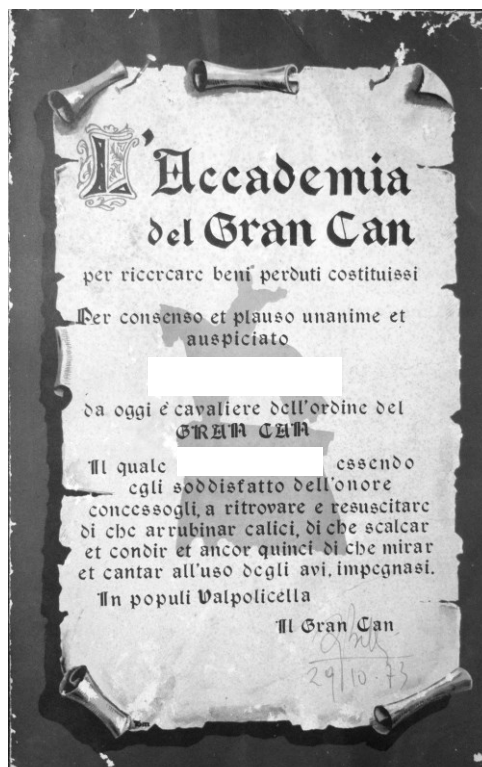 L'Accademia
del Gran Can
per ricercare beni perduti costituissi
Per consenso et plauso unanime et
auspiciato
da oggi è cavaliere dell'ordine del
GRAN CAN
Il quale essendo
egli soddisfatto dell'onore
concessogli, a ritrovare e resuscitare
di che arrubinar calici, di che scalcar
et condir et ancor quinci di che mirar
et cantar all'uso degli avi, impegnasi.
In populi Valpolicella
Il Gran Can
29/10-73